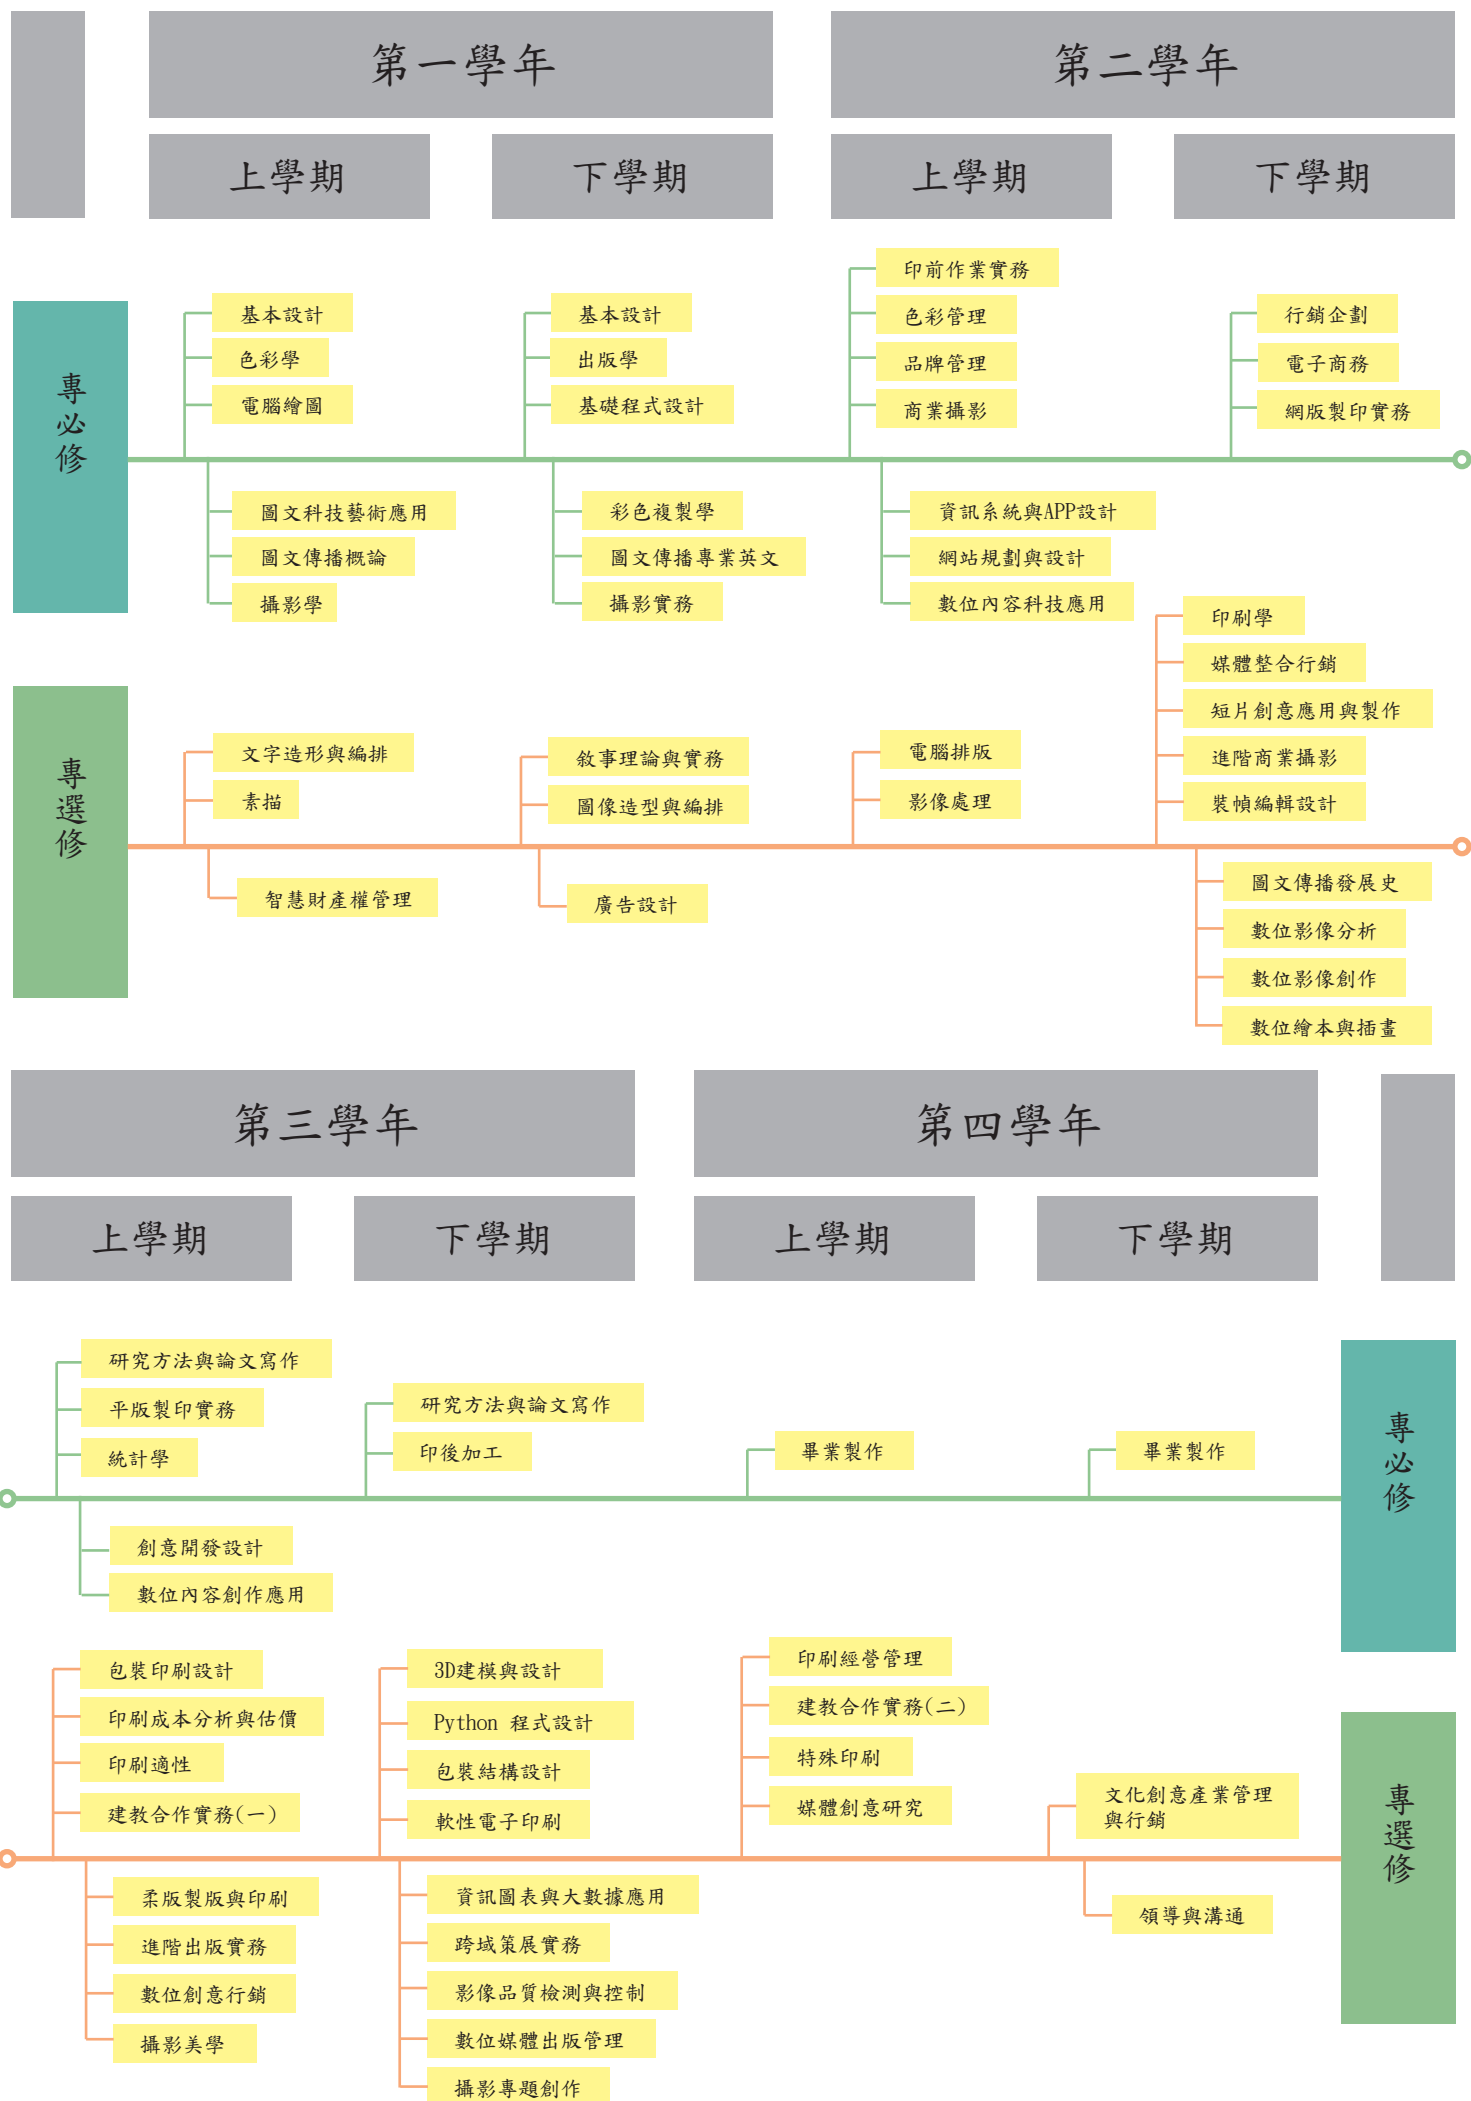 第一學年
第二學年
上學期
下學期
上學期
下學期
專必修
基本設計
色彩學
電腦繪圖
圖文科技藝術應用
圖文傳播概論
攝影學
基本設計
出版學
基礎程式設計
彩色複製學
圖文傳播專業英文
攝影實務
印前作業實務
色彩管理
品牌管理
商業攝影
資訊系統與APP設計
網站規劃與設計
數位內容科技應用
行銷企劃
電子商務
網版製印實務
專選修
文字造形與編排
素描
智慧財產權管理
敘事理論與實務
圖像造型與編排
廣告設計
電腦排版
影像處理
印刷學
媒體整合行銷
短片創意應用與製作
進階商業攝影
裝幀編輯設計
圖文傳播發展史
數位影像分析
數位影像創作
數位繪本與插畫
第三學年
第四學年
上學期
下學期
上學期
下學期
研究方法與論文寫作
平版製印實務
統計學
創意開發設計
數位內容創作應用
研究方法與論文寫作
印後加工
畢業製作
畢業製作
專必修
包裝印刷設計
印刷成本分析與估價
印刷適性
建教合作實務(一)
柔版製版與印刷
進階出版實務
數位創意行銷
攝影美學
3D建模與設計
Python 程式設計
包裝結構設計
軟性電子印刷
資訊圖表與大數據應用
跨域策展實務
影像品質檢測與控制
數位媒體出版管理
攝影專題創作
印刷經營管理
建教合作實務(二)
特殊印刷
媒體創意研究
文化創意產業管理
與行銷
領導與溝通
專選修